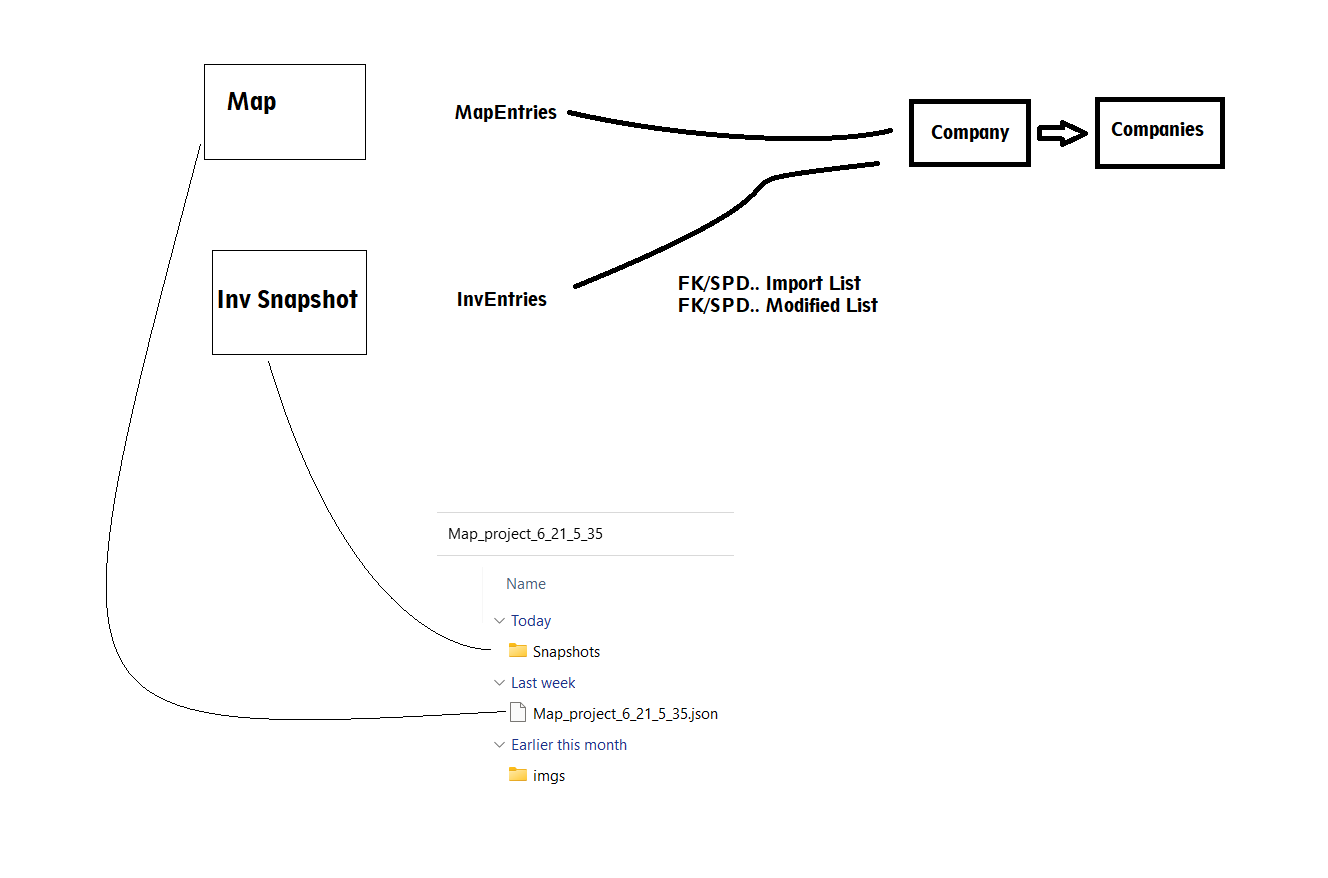 Map
MapEntries
Company
Companies
Inv Snapshot
InvEntries
FK/SPD.. Import List
FK/SPD.. Modified List
Map_project_6_21_5_35
Name
Today
Snapshots
Last week
Map_project_6_21_5_35.json
Earlier this month
imgs